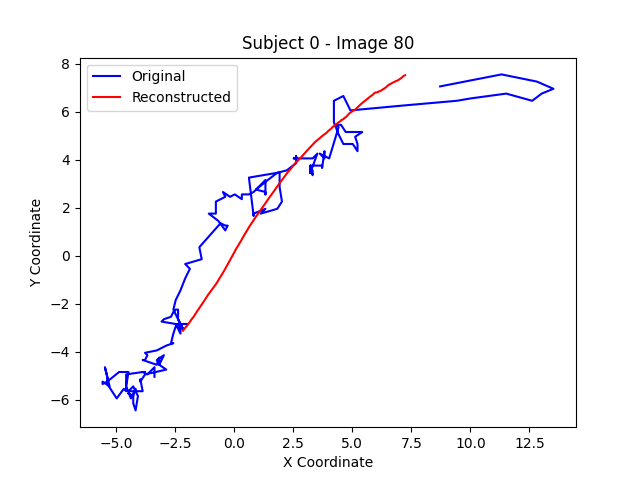 Subject 0 - Image 80
Original
Reconstructed
8
6
4
2
0
−2
−4
−6
Y Coordinate
−5.0 −2.5 0.0 2.5 5.0 7.5 10.0 12.5
X Coordinate